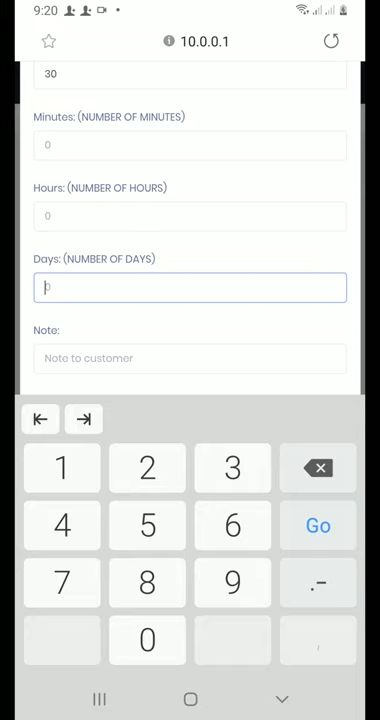 9:20
10.0.0.1
30
Minutes: (NUMBER OF MINUTES)
0
Hours: (NUMBER OF HOURS)
0
Days: (NUMBER OF DAYS)
0
Note:
Note to customer
1 2 3
4 5 6 Go
7 8 9 .-
0 ,